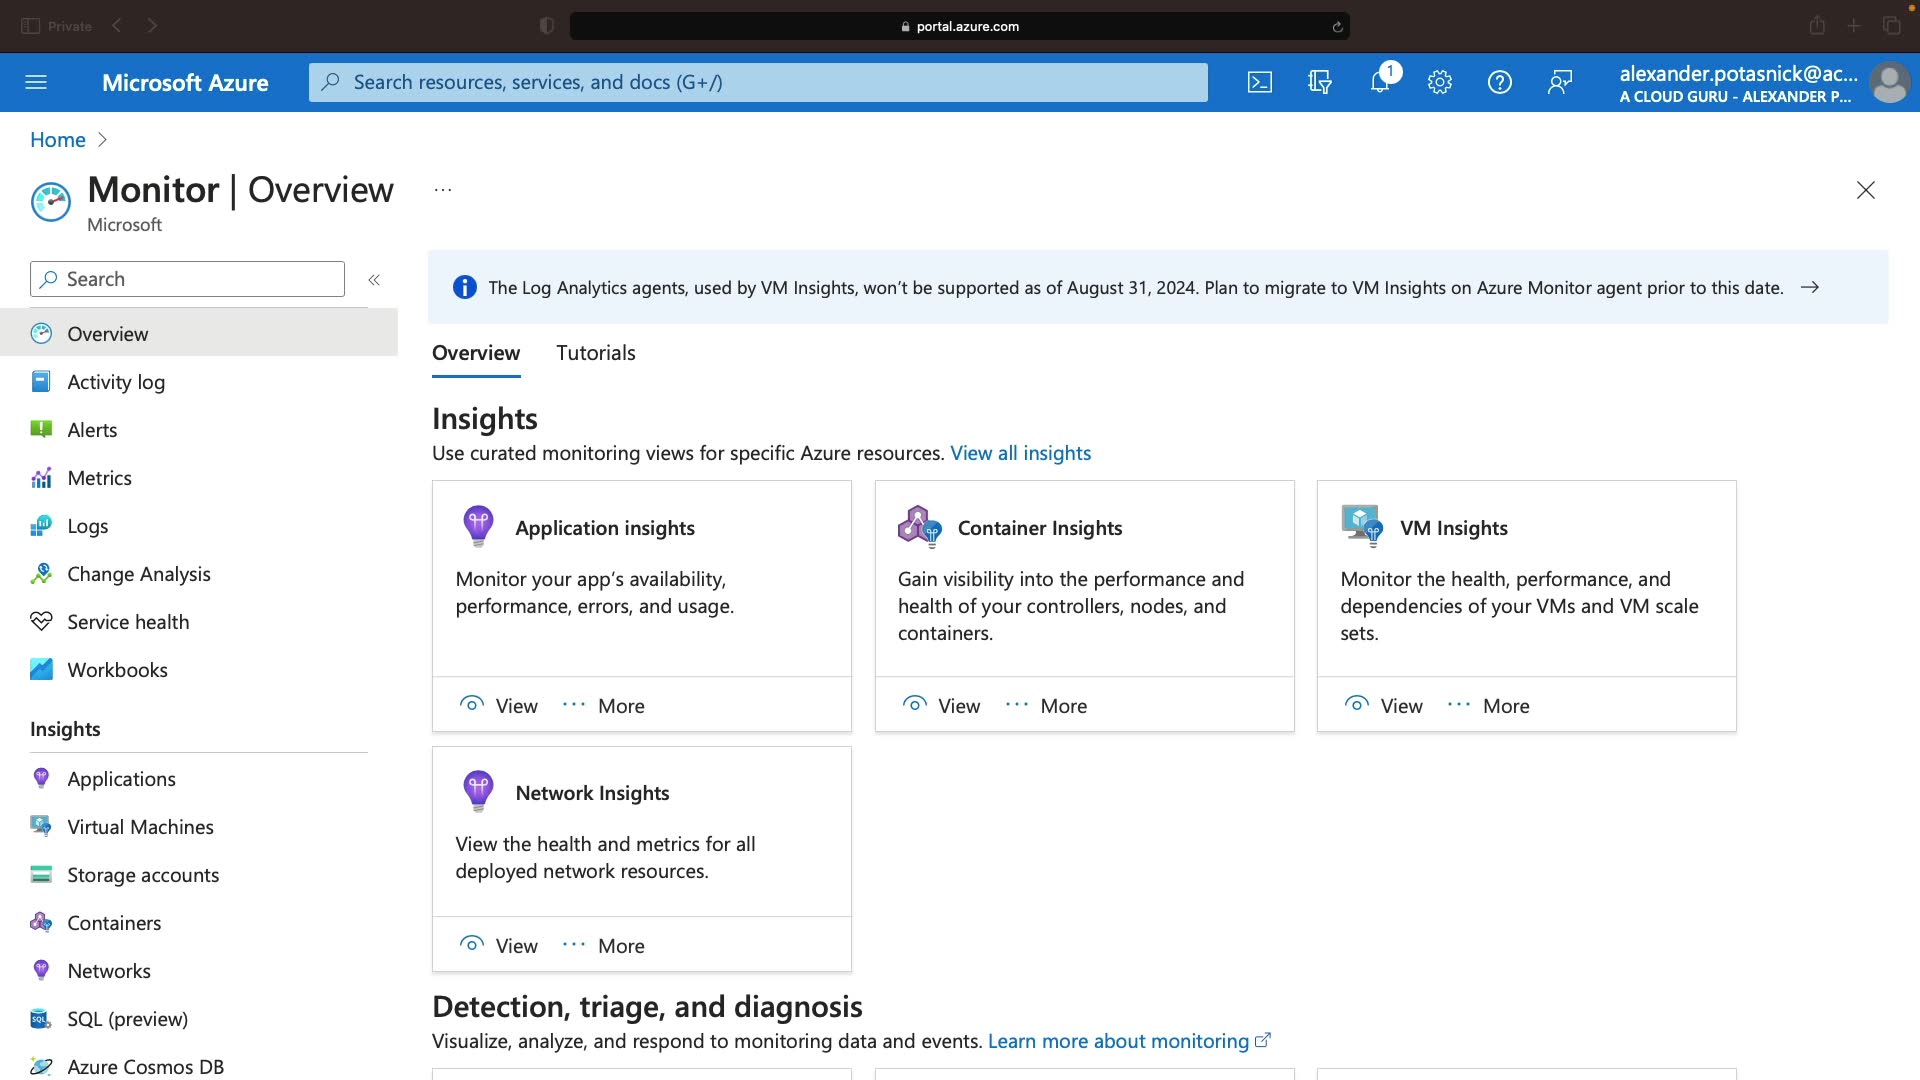 Private
portal.azure.com
Microsoft Azure
Search resources, services, and docs (G+/)
1
alexander.potasnick@ac...
A CLOUD GURU - ALEXANDER P...
Home
Monitor | Overview
...
Microsoft
Search
«
The Log Analytics agents, used by VM Insights, won't be supported as of August 31, 2024. Plan to migrate to VM Insights on Azure Monitor agent prior to this date.
Overview
Activity log
Alerts
Metrics
Logs
Change Analysis
Service health
Workbooks
Insights
Applications
Virtual Machines
Storage accounts
Containers
Networks
SQL (preview)
Azure Cosmos DB
Overview
Tutorials
Insights
Use curated monitoring views for specific Azure resources. View all insights
Application insights
Monitor your app's availability,
performance, errors, and usage.
View
... More
Container Insights
Gain visibility into the performance and
health of your controllers, nodes, and
containers.
View
... More
VM Insights
Monitor the health, performance, and
dependencies of your VMs and VM scale
sets.
View
... More
Network Insights
View the health and metrics for all
deployed network resources.
View
... More
Detection, triage, and diagnosis
Visualize, analyze, and respond to monitoring data and events. Learn more about monitoring